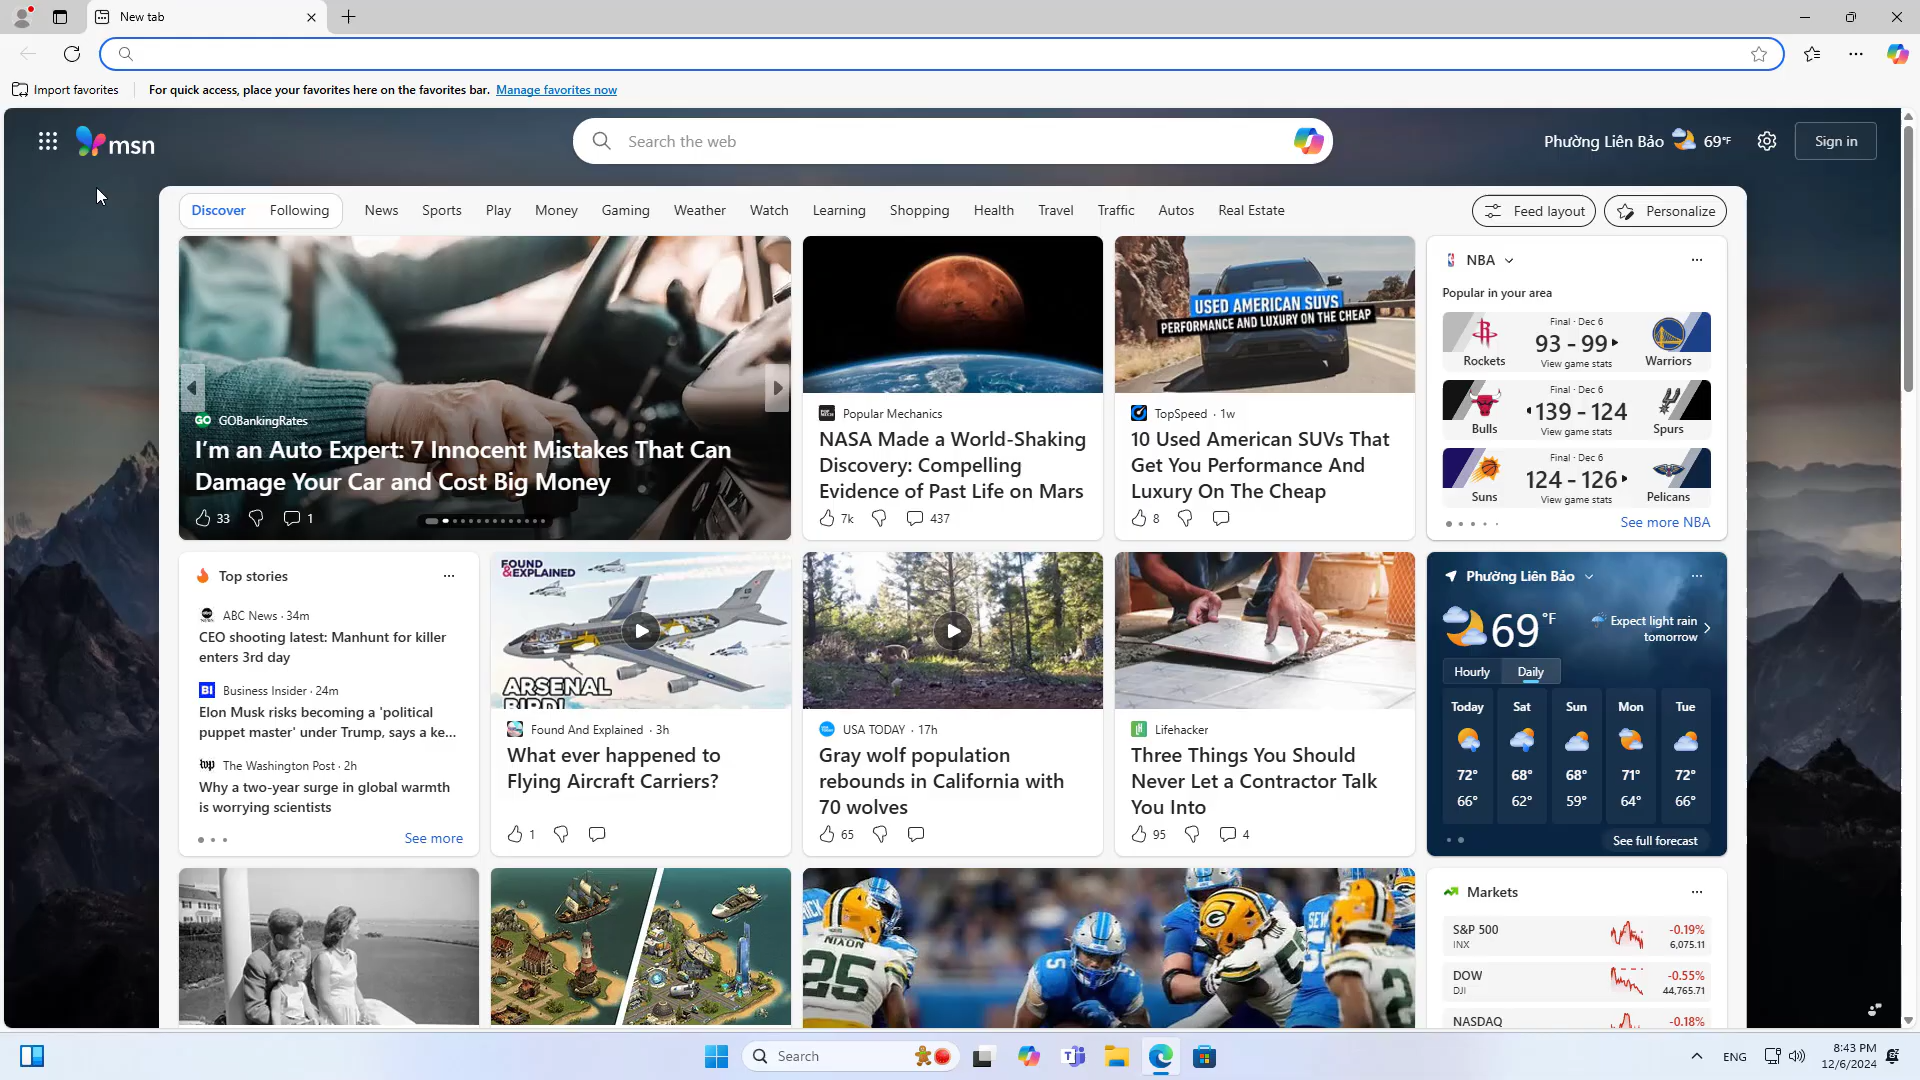 New tab
Import favorites
For quick access, place your favorites here on the favorites bar. Manage favorites now
msn
Search the web
Phường Liên Bảo 69°F
Sign in
Discover Following News Sports Play Money Gaming Weather Watch Learning Shopping Health Travel Traffic Autos Real Estate
Feed layout
Personalize
GO GOBankingRates
I'm an Auto Expert: 7 Innocent Mistakes That Can
Damage Your Car and Cost Big Money
33 1
Popular Mechanics
NASA Made a World-Shaking
Discovery: Compelling
Evidence of Past Life on Mars
7k 437
USED AMERICAN SUVS
PERFORMANCE AND LUXURY ON THE CHEAP
TopSpeed · 1w
10 Used American SUVs That
Get You Performance And
Luxury On The Cheap
8
NBA
Popular in your area
Final · Dec 6
93 - 99
View game stats
Rockets Warriors
Final · Dec 6
139 - 124
View game stats
Bulls Spurs
Final · Dec 6
124 - 126
View game stats
Suns Pelicans
See more NBA
Top stories
ABC News · 34m
CEO shooting latest: Manhunt for killer
enters 3rd day
BI Business Insider · 24m
Elon Musk risks becoming a 'political
puppet master' under Trump, says a ke...
wp The Washington Post · 2h
Why a two-year surge in global warmth
is worrying scientists
See more
FOUND
&EXPLAINED
ARSENAL
BIRD!
Found And Explained · 3h
What ever happened to
Flying Aircraft Carriers?
1
USA TODAY · 17h
Gray wolf population
rebounds in California with
70 wolves
65
LH Lifehacker
Three Things You Should
Never Let a Contractor Talk
You Into
95 4
Phường Liên Bảo
69°F
Expect light rain
tomorrow
Hourly Daily
Today Sat Sun Mon Tue
72° 68° 68° 71° 72°
66° 62° 59° 64° 66°
See full forecast
NIXON
25
5
Markets
S&P 500 -0.19%
INX 6,075.11
DOW -0.55%
DJI 44,765.71
NASDAQ -0.18%
Search
ENG
8:43 PM
12/6/2024